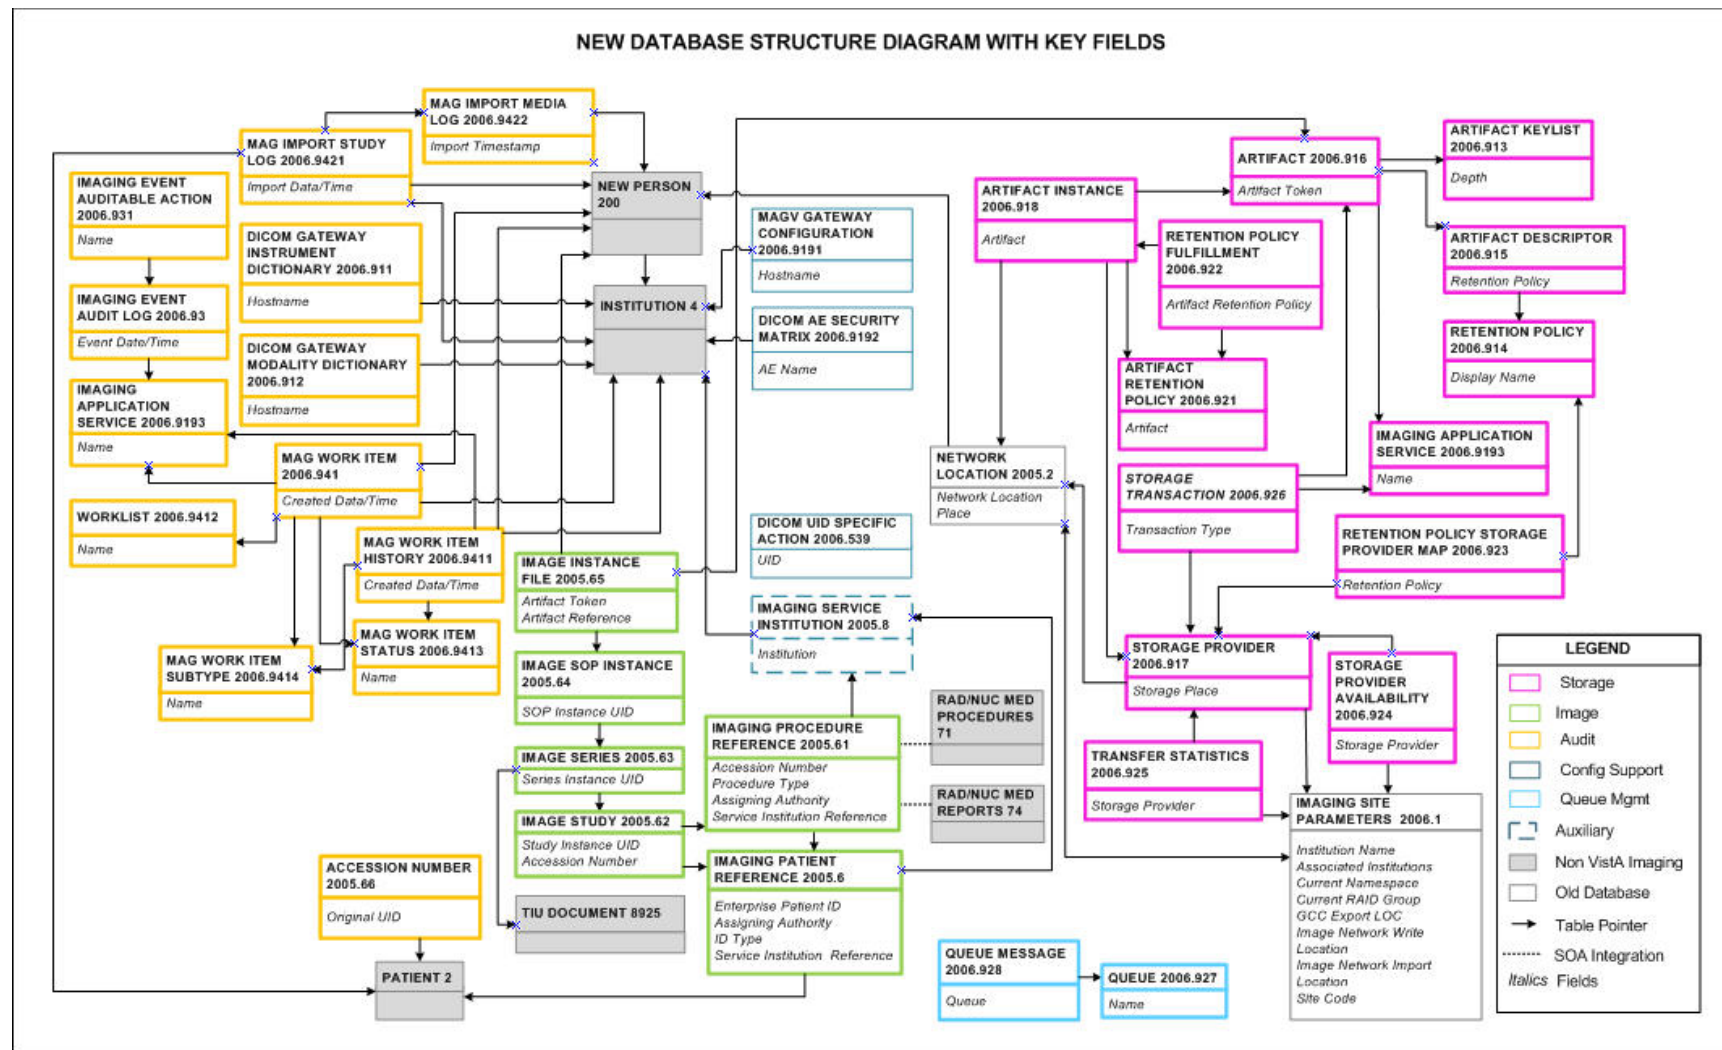 NEW DATABASE STRUCTURE DIAGRAM WITH KEY FIELDS
MAG IMPORT MEDIA
LOG 2006.9422
Import Timestamp
MAG IMPORT STUDY
LOG 2006.9421
Import Data/Time
IMAGING EVENT
AUDITABLE ACTION
2006.931
Name
DICOM GATEWAY
INSTRUMENT
DICTIONARY 2006.911
Hostname
IMAGING EVENT
AUDIT LOG 2006.93
Event Date/Time
DICOM GATEWAY
MODALITY DICTIONARY
2006.912
Hostname
IMAGING
APPLICATION
SERVICE 2006.9193
Name
MAG WORK ITEM
2006.941
Created Data/Time
WORKLIST 2006.9412
Name
MAG WORK ITEM
HISTORY 2006.9411
Created Data/Time
MAG WORK ITEM
STATUS 2006.9413
Name
MAG WORK ITEM
SUBTYPE 2006.9414
Name
NEW PERSON
200
INSTITUTION 4
MAGV GATEWAY
CONFIGURATION
2006.9191
Hostname
DICOM AE SECURITY
MATRIX 2006.9192
AE Name
DICOM UID SPECIFIC
ACTION 2006.539
UID
IMAGING SERVICE
INSTITUTION 2005.8
Institution
IMAGE INSTANCE
FILE 2005.65
Artifact Token
Artifact Reference
IMAGE SOP INSTANCE
2005.64
SOP Instance UID
IMAGE SERIES 2005.63
Series Instance UID
IMAGE STUDY 2005.62
Study Instance UID
Accession Number
TIU DOCUMENT 8925
IMAGING PROCEDURE
REFERENCE 2005.61
Accession Number
Procedure Type
Assigning Authority
Service Institution Reference
IMAGING PATIENT
REFERENCE 2005.6
Enterprise Patient ID
Assigning Authority
ID Type
Service Institution Reference
RAD/NUC MED
PROCEDURES
71
RAD/NUC MED
REPORTS 74
ACCESSION NUMBER
2005.66
Original UID
PATIENT 2
QUEUE MESSAGE
2006.928
Queue
QUEUE 2006.927
Name
ARTIFACT INSTANCE
2006.918
Artifact
ARTIFACT 2006.916
Artifact Token
ARTIFACT KEYLIST
2006.913
Depth
RETENTION POLICY
FULFILLMENT
2006.922
Artifact Retention Policy
ARTIFACT DESCRIPTOR
2006.915
Retention Policy
RETENTION POLICY
2006.914
Display Name
ARTIFACT
RETENTION
POLICY 2006.921
Artifact
NETWORK
LOCATION 2005.2
Network Location
Place
IMAGING APPLICATION
SERVICE 2006.9193
Name
STORAGE
TRANSACTION 2006.926
Transaction Type
RETENTION POLICY STORAGE
PROVIDER MAP 2006.923
Retention Policy
STORAGE PROVIDER
2006.917
Storage Place
STORAGE
PROVIDER
AVAILABILITY
2006.924
Storage Provider
TRANSFER STATISTICS
2006.925
Storage Provider
IMAGING SITE
PARAMETERS 2006.1
Institution Name
Associated Institutions
Current Namespace
Current RAID Group
GCC Export LOC
Image Network Write
Location
Image Network Import
Location
Site Code
LEGEND
Storage
Image
Audit
Config Support
Queue Mgmt
Auxiliary
Non VistA Imaging
Old Database
Table Pointer
SOA Integration
Italics Fields